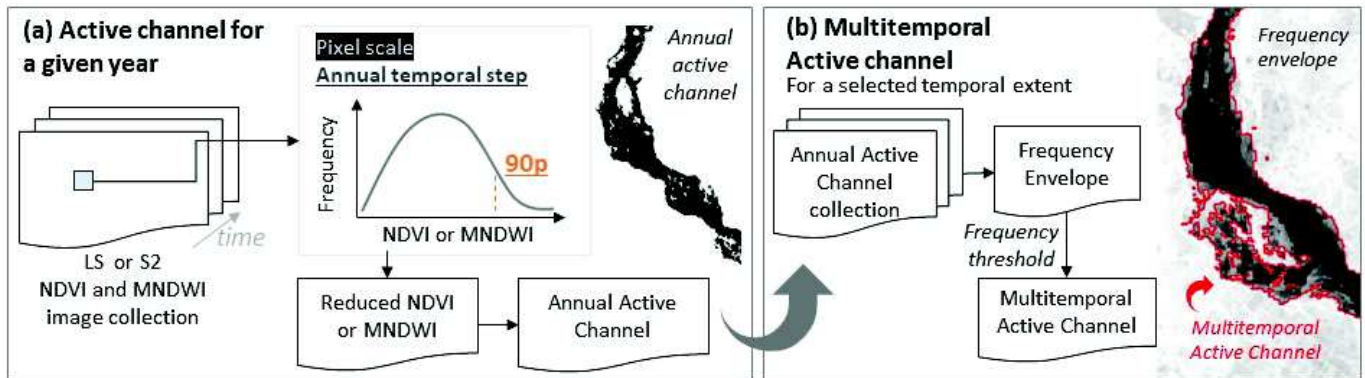 (a) Active channel for
a given year
time
LS or S2
NDVI and MNDWI
image collection
Pixel scale
Annual temporal step
Frequency
90p
NDVI or MNDWI
Reduced NDVI
or MNDWI
Annual Active
Channel
Annual
active
channel
(b) Multitemporal
Active channel
For a selected temporal extent
Annual Active
Channel
collection
Frequency
Envelope
Frequency
threshold
Multitemporal
Active Channel
Frequency
envelope
Multitemporal
Active Channel